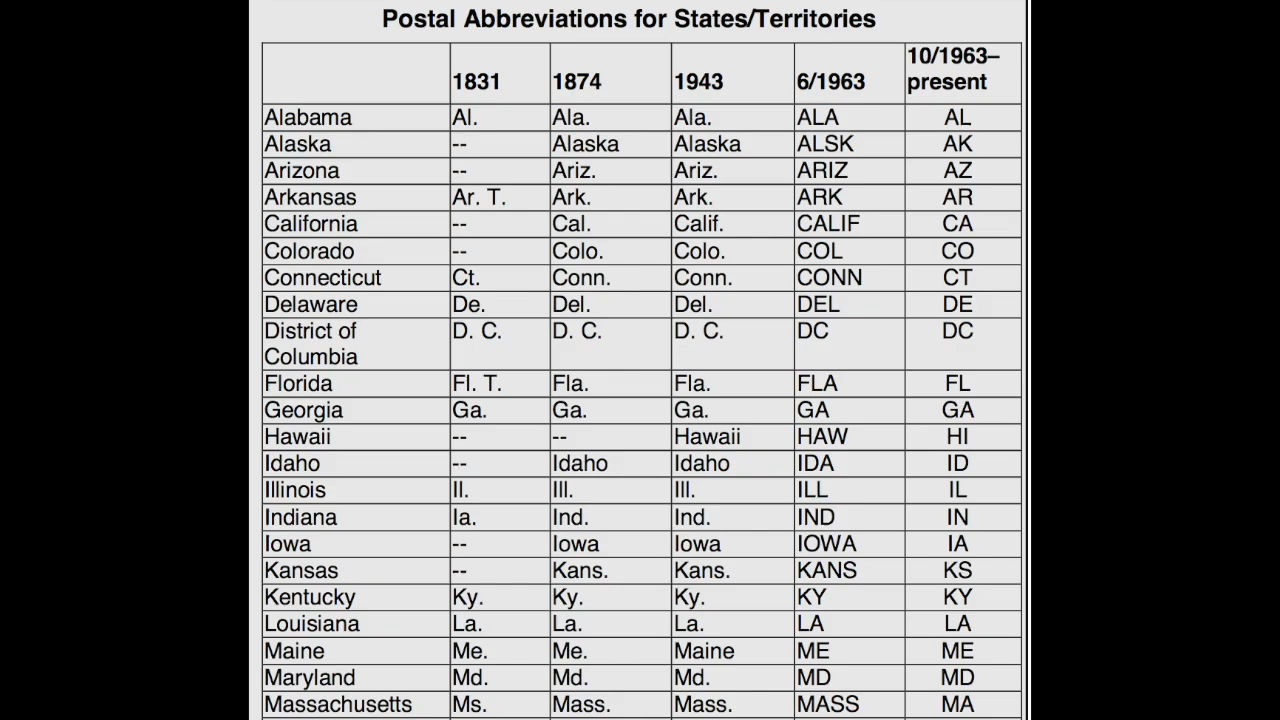 Postal Abbreviations for States/Territories
1831 1874 1943 6/1963 10/1963–present
Alabama Al. Ala. Ala. ALA AL
Alaska -- Alaska Alaska ALSK AK
Arizona -- Ariz. Ariz. ARIZ AZ
Arkansas Ar. T. Ark. Ark. ARK AR
California -- Cal. Calif. CALIF CA
Colorado -- Colo. Colo. COL CO
Connecticut Ct. Conn. Conn. CONN CT
Delaware De. Del. Del. DEL DE
District of Columbia D. C. D. C. D. C. DC DC
Florida Fl. T. Fla. Fla. FLA FL
Georgia Ga. Ga. Ga. GA GA
Hawaii -- -- Hawaii HAW HI
Idaho -- Idaho Idaho IDA ID
Illinois Il. Ill. Ill. ILL IL
Indiana Ia. Ind. Ind. IND IN
Iowa -- Iowa Iowa IOWA IA
Kansas -- Kans. Kans. KANS KS
Kentucky Ky. Ky. Ky. KY KY
Louisiana La. La. La. LA LA
Maine Me. Me. Maine ME ME
Maryland Md. Md. Md. MD MD
Massachusetts Ms. Mass. Mass. MASS MA